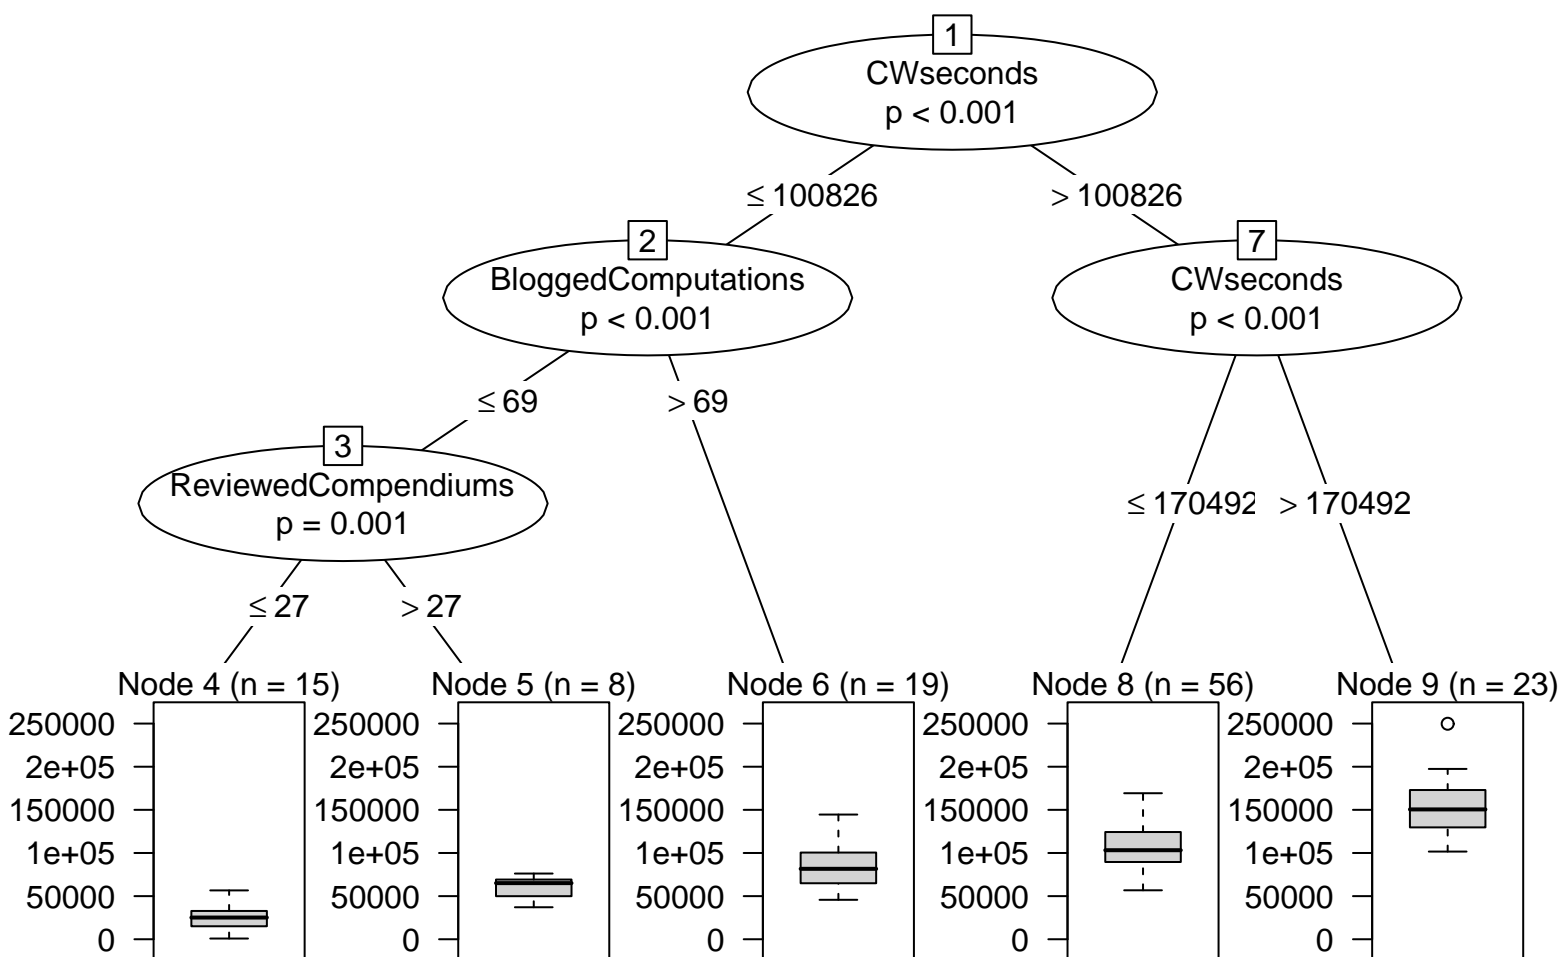 1
CWseconds
p < 0.001
≤ 100826
> 100826
2
BloggedComputations
p < 0.001
7
CWseconds
p < 0.001
≤ 69
> 69
3
ReviewedCompendiums
p = 0.001
≤ 170492
> 170492
≤ 27
> 27
Node 4 (n = 15)
250000
2e+05
150000
1e+05
50000
0
Node 5 (n = 8)
250000
2e+05
150000
1e+05
50000
0
Node 6 (n = 19)
250000
2e+05
150000
1e+05
50000
0
Node 8 (n = 56)
250000
2e+05
150000
1e+05
50000
0
Node 9 (n = 23)
250000
2e+05
150000
1e+05
50000
0